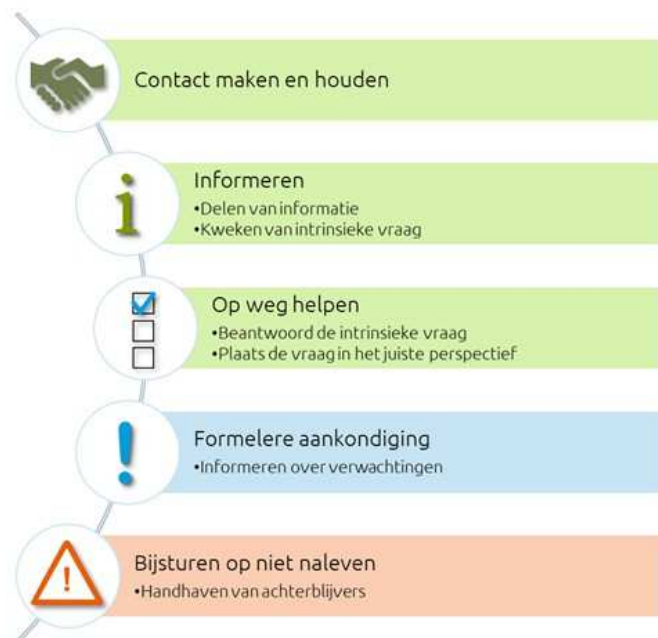 Contact maken en houden
Informeren
•Delen van informatie
•Kweken van intrinsieke vraag
Op weg helpen
•Beantwoord de intrinsieke vraag
•Plaats de vraag in het juiste perspectief
Formelere aankondiging
•Informeren over verwachtingen
Bijsturen op niet naleven
•Handhaven van achterblijvers